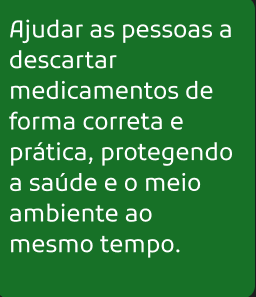 Ajudar as pessoas a
descartar
medicamentos de
forma correta e
prática, protegendo
a saúde e o meio
ambiente ao
mesmo tempo.